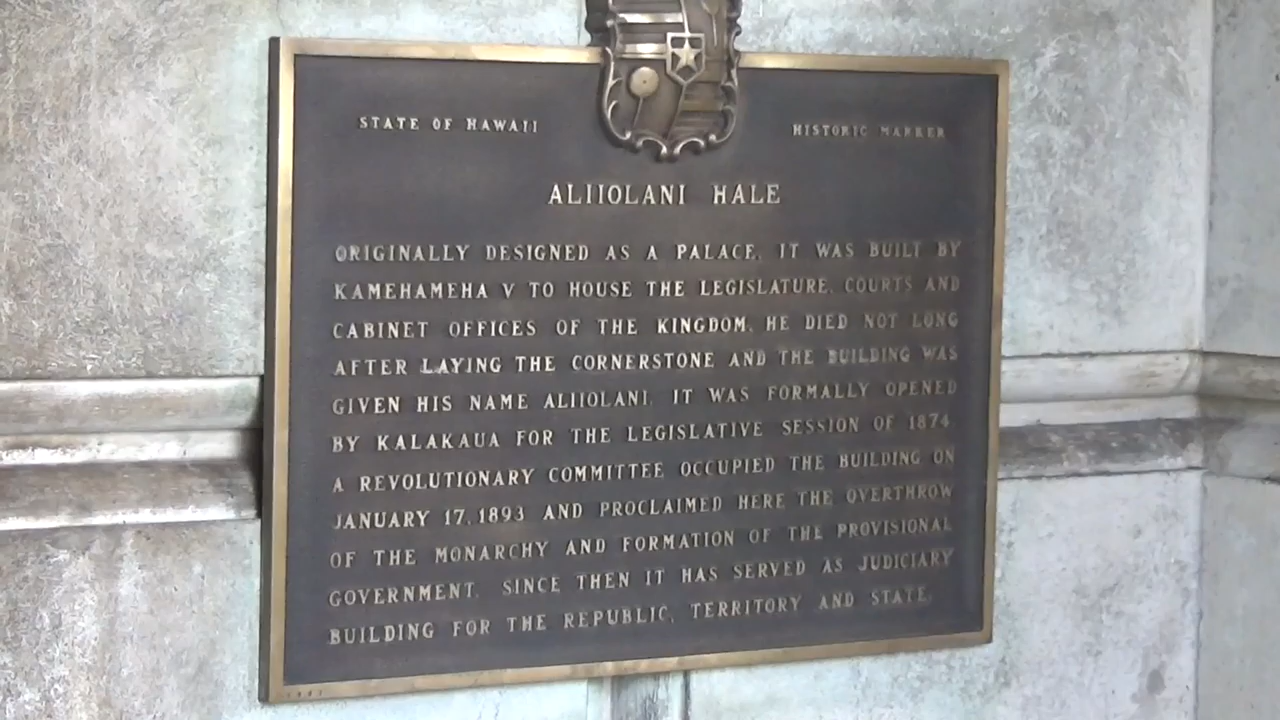 STATE OF HAWAII
HISTORIC MARKER
ALIIOLANI HALE
ORIGINALLY DESIGNED AS A PALACE, IT WAS BUILT BY
KAMEHAMEHA V TO HOUSE THE LEGISLATURE, COURTS AND
CABINET OFFICES OF THE KINGDOM. HE DIED NOT LONG
AFTER LAYING THE CORNERSTONE AND THE BUILDING WAS
GIVEN HIS NAME ALIIOLANI. IT WAS FORMALLY OPENED
BY KALAKAUA FOR THE LEGISLATIVE SESSION OF 1874.
A REVOLUTIONARY COMMITTEE OCCUPIED THE BUILDING ON
JANUARY 17, 1893 AND PROCLAIMED HERE THE OVERTHROW
OF THE MONARCHY AND FORMATION OF THE PROVISIONAL
GOVERNMENT. SINCE THEN IT HAS SERVED AS JUDICIARY
BUILDING FOR THE REPUBLIC, TERRITORY AND STATE.